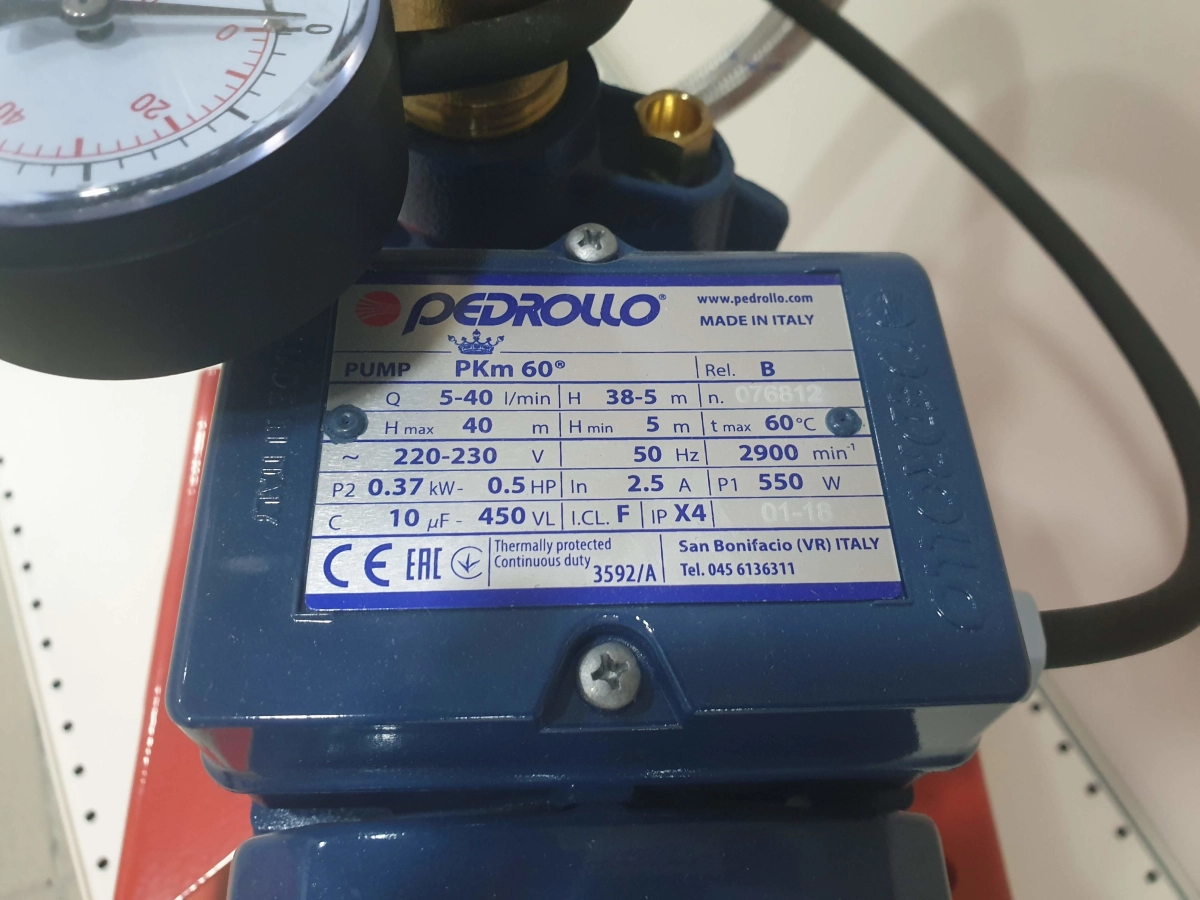 0
0
20
40
PEDROLLO®
www.pedrollo.com
MADE IN ITALY
PUMP PKm 60® Rel. B
Q 5-40 l/min H 38-5 m n. 076812
H max 40 m H min 5 m t max 60°C
~ 220-230 V 50 Hz 2900 min⁻¹
P2 0.37 kW- 0.5 HP In 2.5 A P1 550 W
C 10 µF - 450 VL I.CL. F IP X4 01-18
CE EAC Thermally protected
Continuous duty 3592/A
San Bonifacio (VR) ITALY
Tel. 045 6136311
PEDROLLO